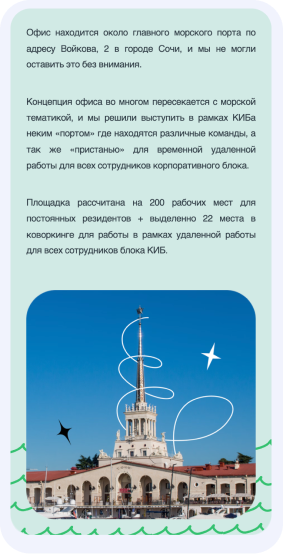 Офис находится около главного морского порта по
адресу Войкова, 2 в городе Сочи, и мы не могли
оставить это без внимания.
Концепция офиса во многом пересекается с морской
тематикой, и мы решили выступить в рамках КИБа
неким «портом» где находятся различные команды, а
так же «пристанью» для временной удаленной
работы для всех сотрудников корпоративного блока.
Площадка рассчитана на 200 рабочих мест для
постоянных резидентов + выделенно 22 места в
коворкинге для работы в рамках удаленной работы
для всех сотрудников блока КИБ.